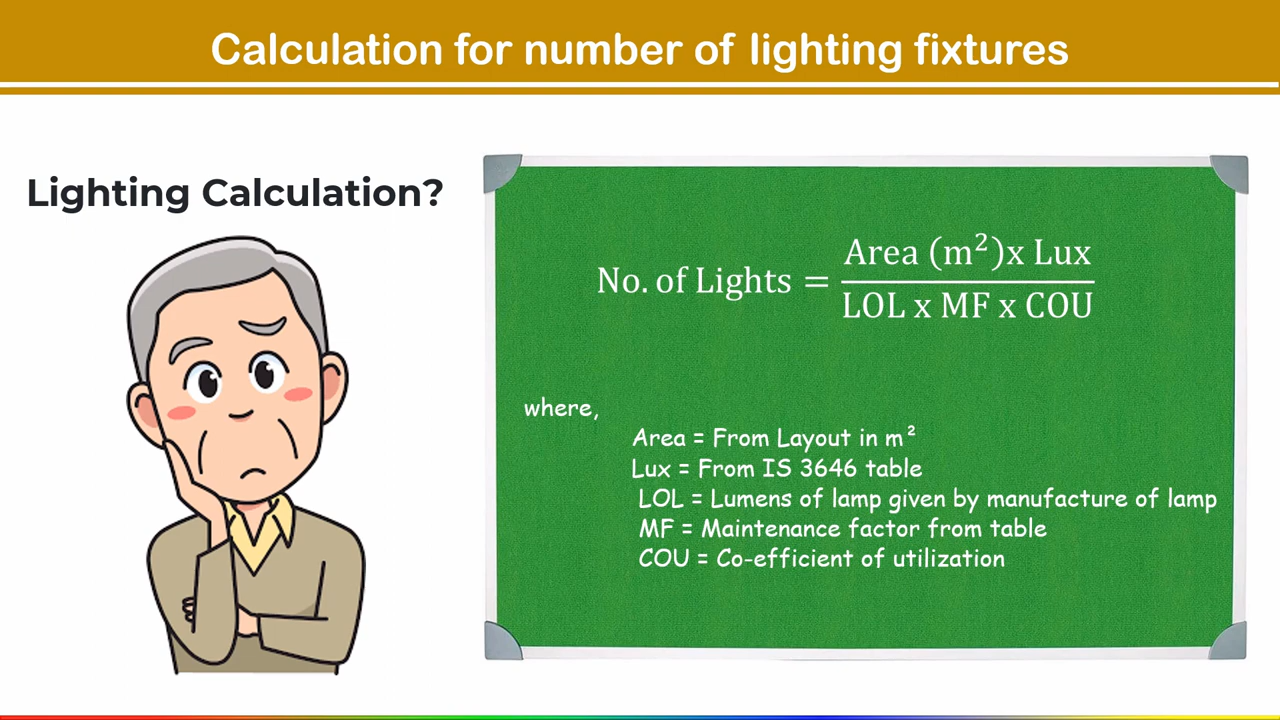 Calculation for number of lighting fixtures
Lighting Calculation?
No. of Lights = Area (m²)x Lux / LOL x MF x COU
where,
Area = From Layout in m²
Lux = From IS 3646 table
LOL = Lumens of lamp given by manufacture of lamp
MF = Maintenance factor from table
COU = Co-efficient of utilization